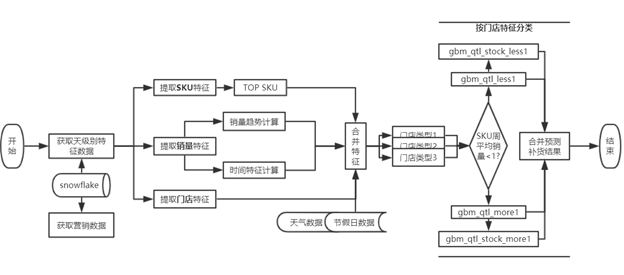 按门店特征分类
gbm_qtl_stock_less1
gbm_qtl_less1
提取SKU特征
TOP SKU
销量趋势计算
开始
获取天级别特征数据
提取销量特征
合并特征
门店类型1
门店类型2
门店类型3
SKU周平均销量<1?
合并预测补货结果
结束
时间特征计算
snowflake
提取门店特征
获取营销数据
天气数据
节假日数据
gbm_qtl_more1
gbm_qtl_stock_more1